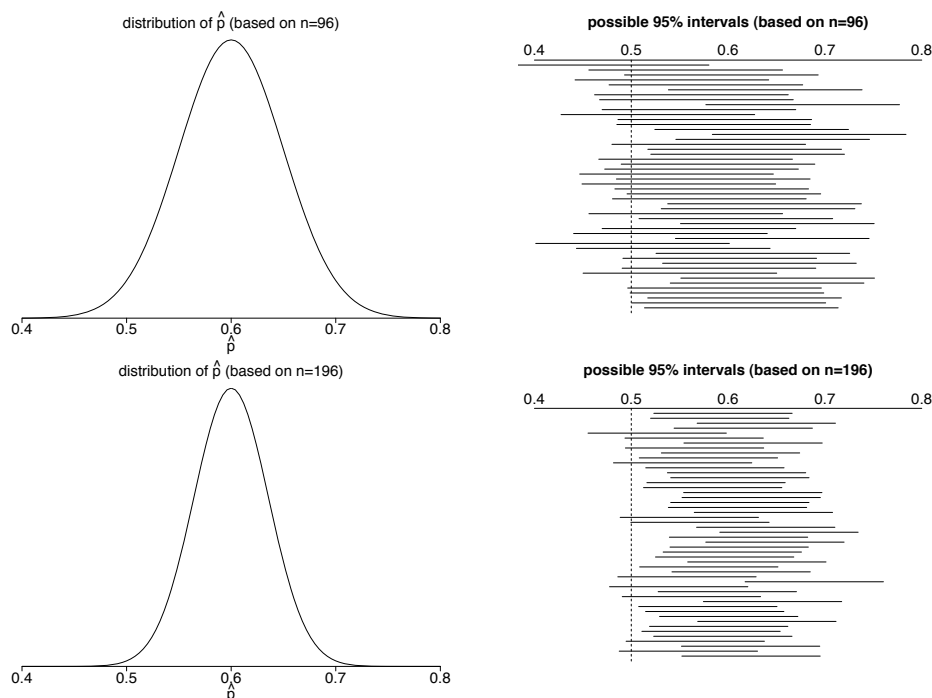 distribution of p̂ (based on n=96)
0.4 0.5 0.6 0.7 0.8
p̂
possible 95% intervals (based on n=96)
0.4 0.5 0.6 0.7 0.8
distribution of p̂ (based on n=196)
0.4 0.5 0.6 0.7 0.8
p̂
possible 95% intervals (based on n=196)
0.4 0.5 0.6 0.7 0.8